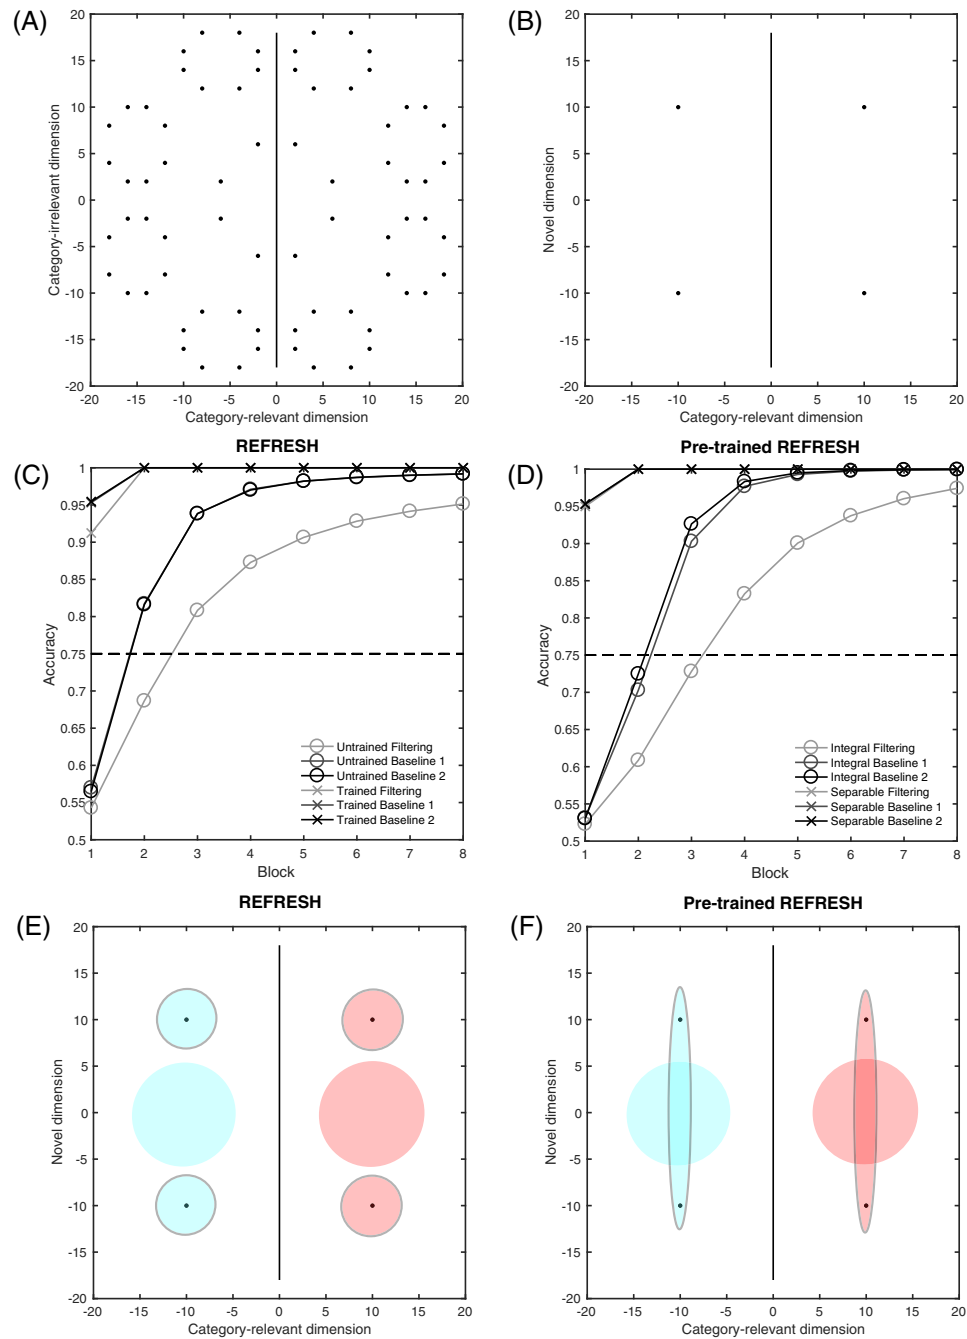 (A)
20
15
10
5
0
-5
-10
-15
-20
-20 -15 -10 -5 0 5 10 15 20
Category-irrelevant dimension
Category-relevant dimension
(B)
20
15
10
5
0
-5
-10
-15
-20
-20 -15 -10 -5 0 5 10 15 20
Novel dimension
Category-relevant dimension
(C)
REFRESH
1
0.95
0.9
0.85
0.8
0.75
0.7
0.65
0.6
0.55
0.5
1 2 3 4 5 6 7 8
Accuracy
Block
Untrained Filtering
Untrained Baseline 1
Untrained Baseline 2
Trained Filtering
Trained Baseline 1
Trained Baseline 2
(D)
Pre-trained REFRESH
1
0.95
0.9
0.85
0.8
0.75
0.7
0.65
0.6
0.55
0.5
1 2 3 4 5 6 7 8
Accuracy
Block
Integral Filtering
Integral Baseline 1
Integral Baseline 2
Separable Filtering
Separable Baseline 1
Separable Baseline 2
(E)
REFRESH
20
15
10
5
0
-5
-10
-15
-20
-20 -15 -10 -5 0 5 10 15 20
Novel dimension
Category-relevant dimension
(F)
Pre-trained REFRESH
20
15
10
5
0
-5
-10
-15
-20
-20 -15 -10 -5 0 5 10 15 20
Novel dimension
Category-relevant dimension